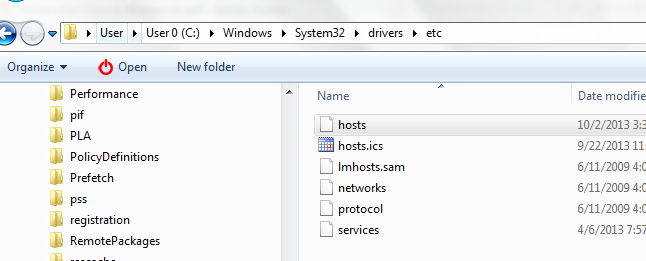 User User 0 (C:) Windows System32 drivers etc
Organize Open New folder
Performance
pif
PLA
PolicyDefinitions
Prefetch
pss
registration
RemotePackages
Name Date modifie
hosts 10/2/2013 3:3
hosts.ics 9/22/2013 11:
lmhosts.sam 6/11/2009 4:0
networks 6/11/2009 4:0
protocol 6/11/2009 4:0
services 4/6/2013 7:57